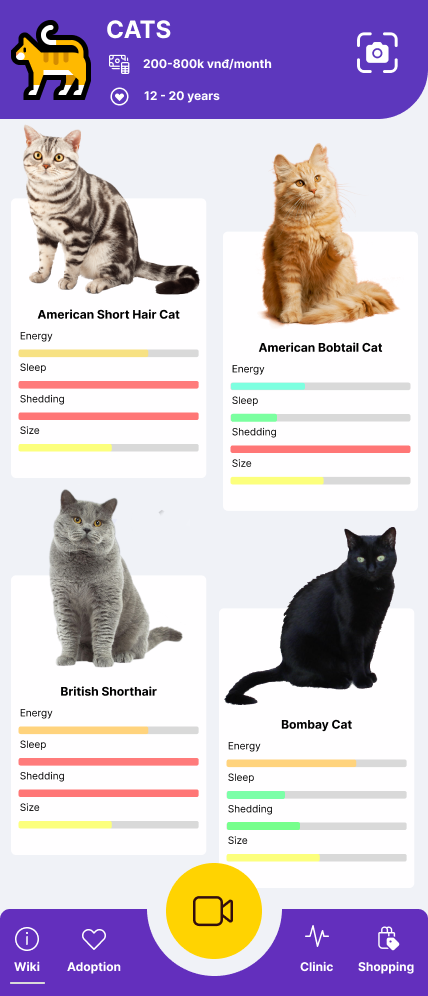 CATS
200-800k vnđ/month
12 - 20 years
American Short Hair Cat
Energy
Sleep
Shedding
Size
American Bobtail Cat
Energy
Sleep
Shedding
Size
British Shorthair
Energy
Sleep
Shedding
Size
Bombay Cat
Energy
Sleep
Shedding
Size
Wiki
Adoption
Clinic
Shopping